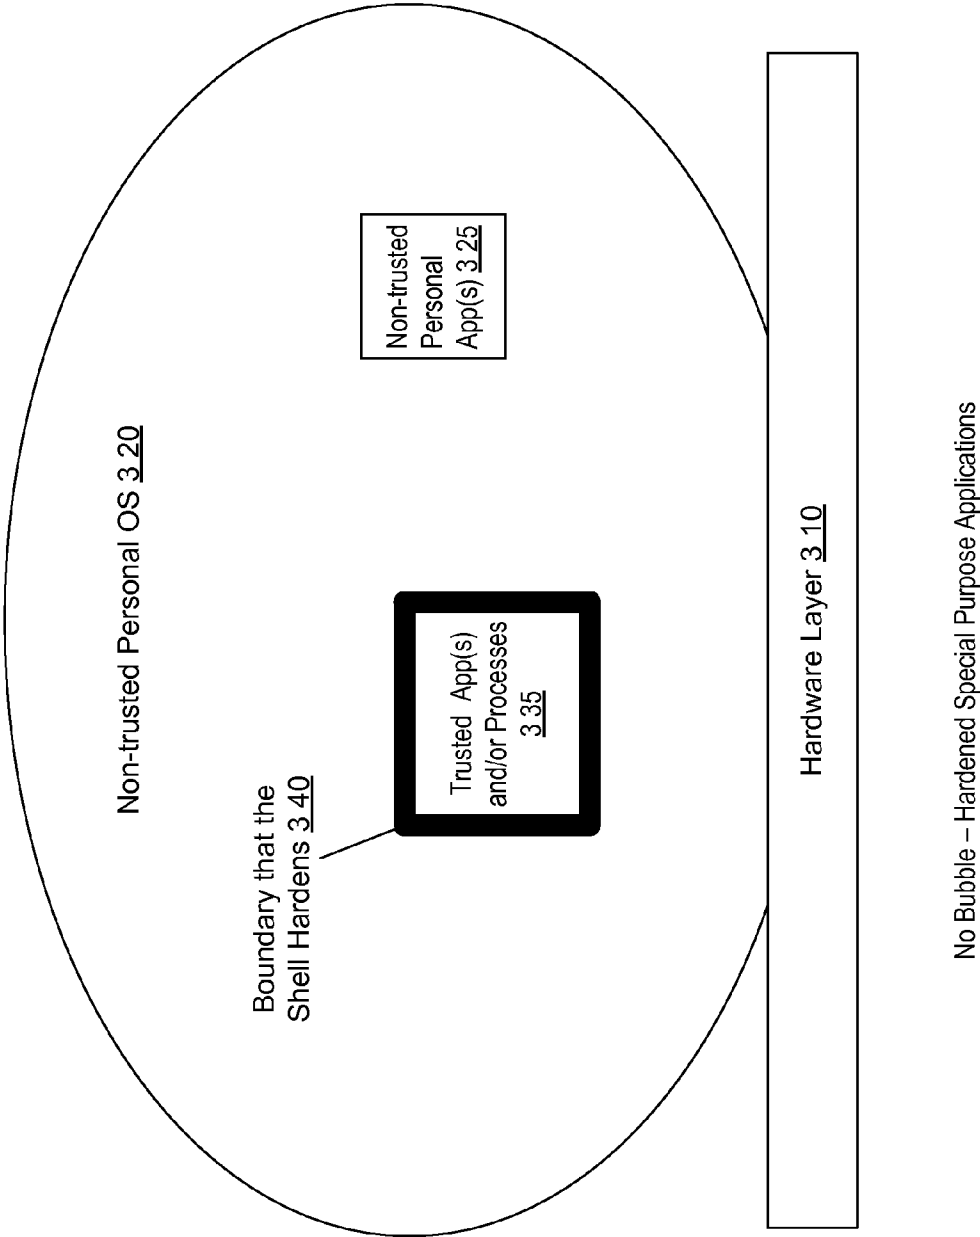 Non-trusted Personal OS 3 20
Boundary that the
Shell Hardens 3 40
Trusted App(s)
and/or Processes
3 35
Non-trusted
Personal
App(s) 3 25
Hardware Layer 3 10
No Bubble – Hardened Special Purpose Applications